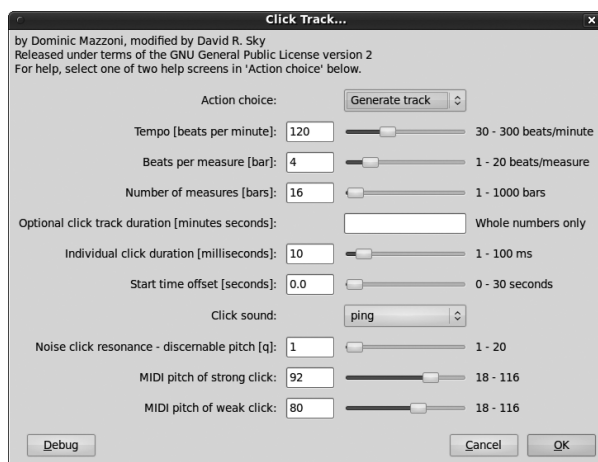 Click Track...
by Dominic Mazzoni, modified by David R. Sky
Released under terms of the GNU General Public License version 2
For help, select one of two help screens in 'Action choice' below.
Action choice: Generate track
Tempo [beats per minute]: 120 30 - 300 beats/minute
Beats per measure [bar]: 4 1 - 20 beats/measure
Number of measures [bars]: 16 1 - 1000 bars
Optional click track duration [minutes seconds]: Whole numbers only
Individual click duration [milliseconds]: 10 1 - 100 ms
Start time offset [seconds]: 0.0 0 - 30 seconds
Click sound: ping
Noise click resonance - discernable pitch [q]: 1 1 - 20
MIDI pitch of strong click: 92 18 - 116
MIDI pitch of weak click: 80 18 - 116
Debug Cancel OK